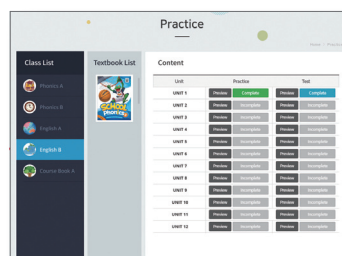 Practice
Home / Practice
Class List
Textbook List
Content
Phonics A
Phonics B
English A
English B
Course Book A
SCHOOL
PHONICS
Unit Practice Test
UNIT 1 Preview Complete Preview Complete
UNIT 2 Preview Incomplete Preview Incomplete
UNIT 3 Preview Incomplete Preview Incomplete
UNIT 4 Preview Incomplete Preview Incomplete
UNIT 5 Preview Incomplete Preview Incomplete
UNIT 6 Preview Incomplete Preview Incomplete
UNIT 7 Preview Incomplete Preview Incomplete
UNIT 8 Preview Incomplete Preview Incomplete
UNIT 9 Preview Incomplete Preview Incomplete
UNIT 10 Preview Incomplete Preview Incomplete
UNIT 11 Preview Incomplete Preview Incomplete
UNIT 12 Preview Incomplete Preview Incomplete